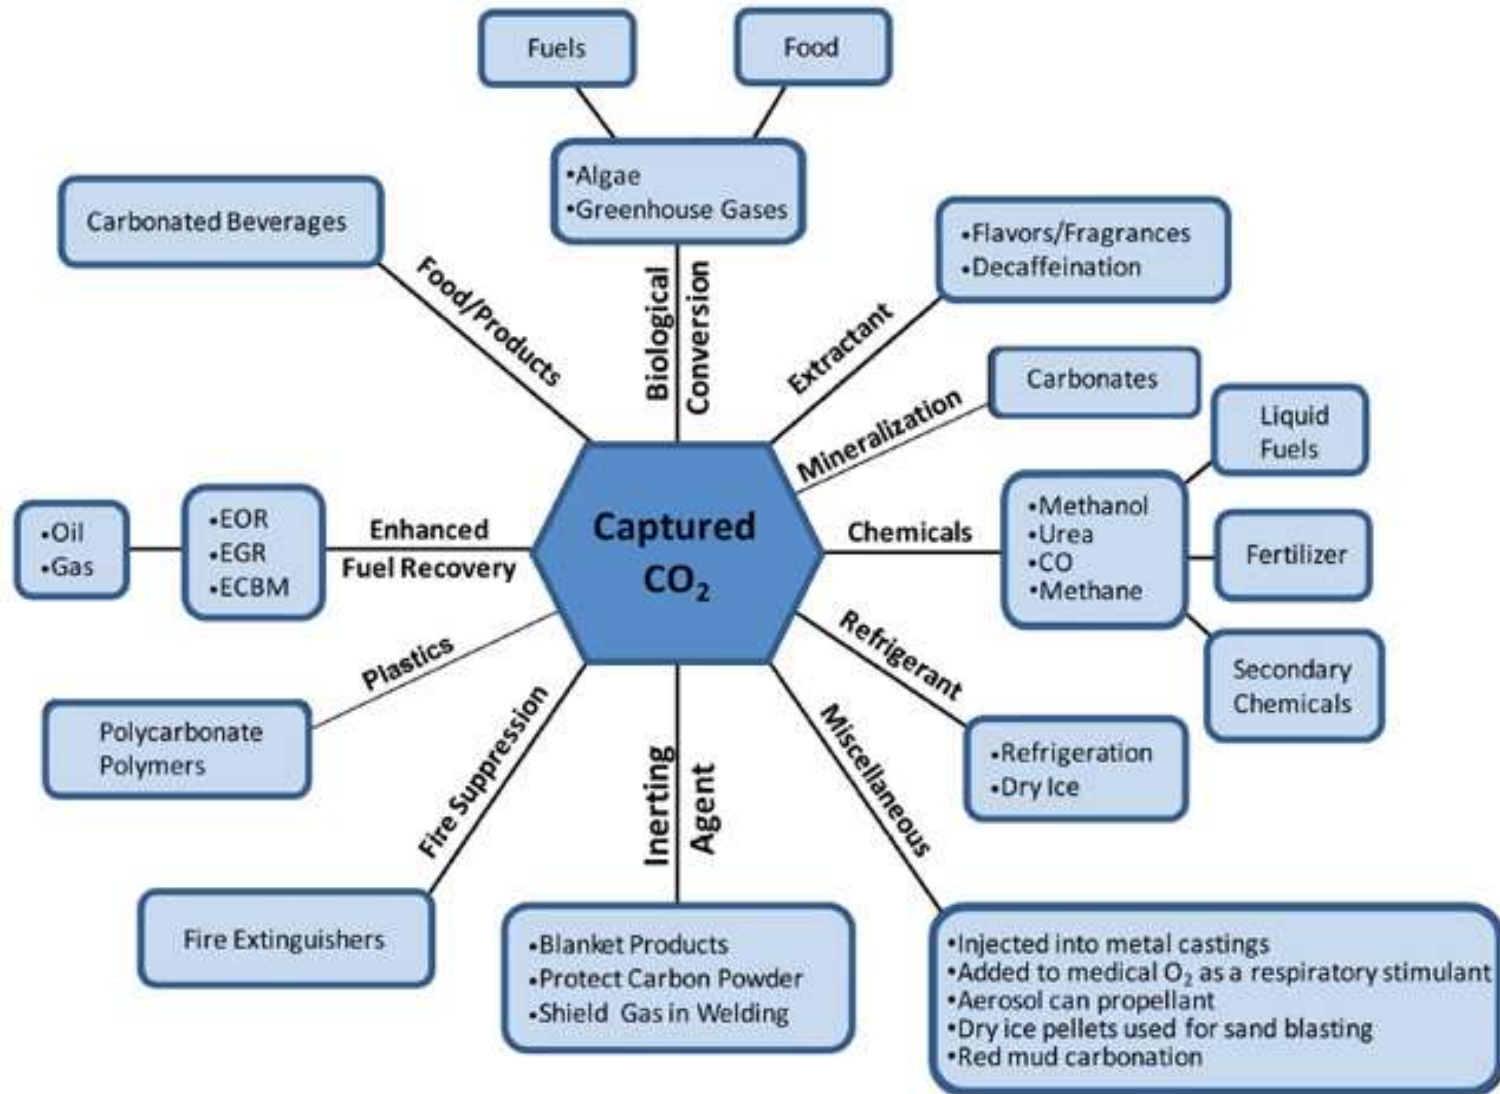 Fuels
Food
•Algae
•Greenhouse Gases
Carbonated Beverages
•Flavors/Fragrances
•Decaffeination
Food/Products
Biological
Conversion
Extractant
Mineralization
Carbonates
Liquid
Fuels
Captured
CO₂
Chemicals
•Methanol
•Urea
•CO
•Methane
Fertilizer
Secondary
Chemicals
Enhanced
Fuel Recovery
•EOR
•EGR
•ECBM
•Oil
•Gas
Plastics
Polycarbonate
Polymers
Refrigerant
•Refrigeration
•Dry Ice
Fire Suppression
Fire Extinguishers
Inerting
Agent
•Blanket Products
•Protect Carbon Powder
•Shield Gas in Welding
Miscellaneous
•Injected into metal castings
•Added to medical O₂ as a respiratory stimulant
•Aerosol can propellant
•Dry ice pellets used for sand blasting
•Red mud carbonation